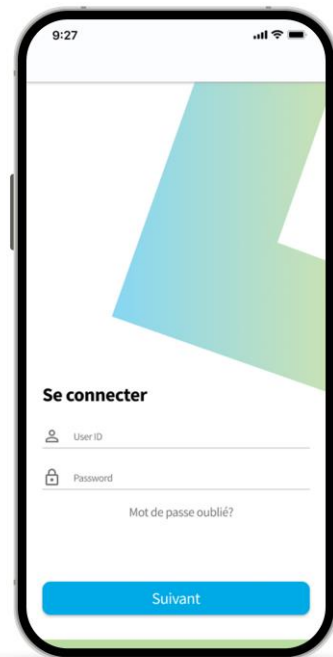 9:27
Se connecter
User ID
Password
Mot de passe oublié?
Suivant